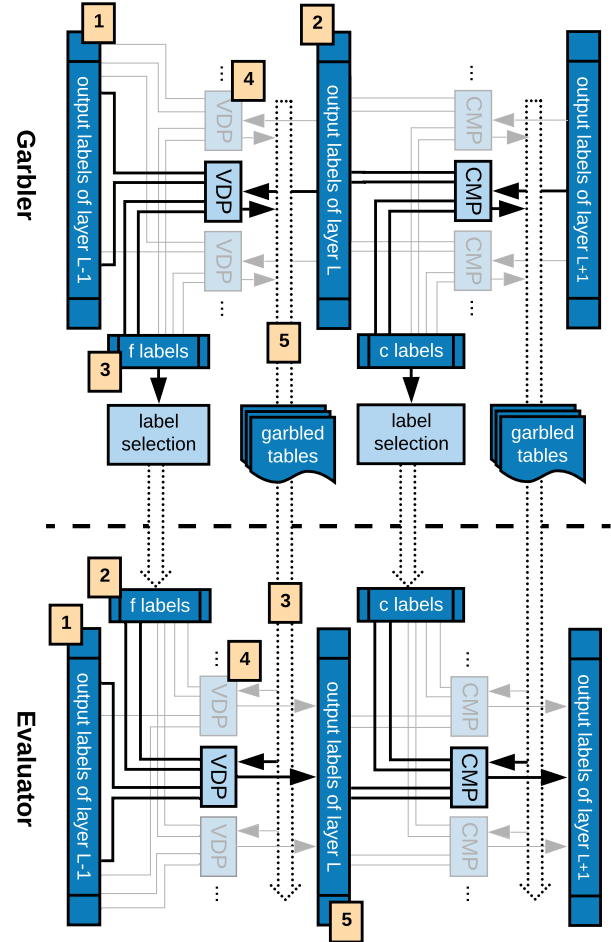 1
2
4
...
...
Garbler
output labels of layer L-1
VDP
VDP
VDP
output labels of layer L
CMP
CMP
CMP
output labels of layer L+1
...
...
5
3
f labels
c labels
label
selection
garbled
tables
label
selection
garbled
tables
2
f labels
3
c labels
1
4
...
...
Evaluator
output labels of layer L-1
VDP
VDP
VDP
output labels of layer L
CMP
CMP
CMP
output labels of layer L+1
...
...
5